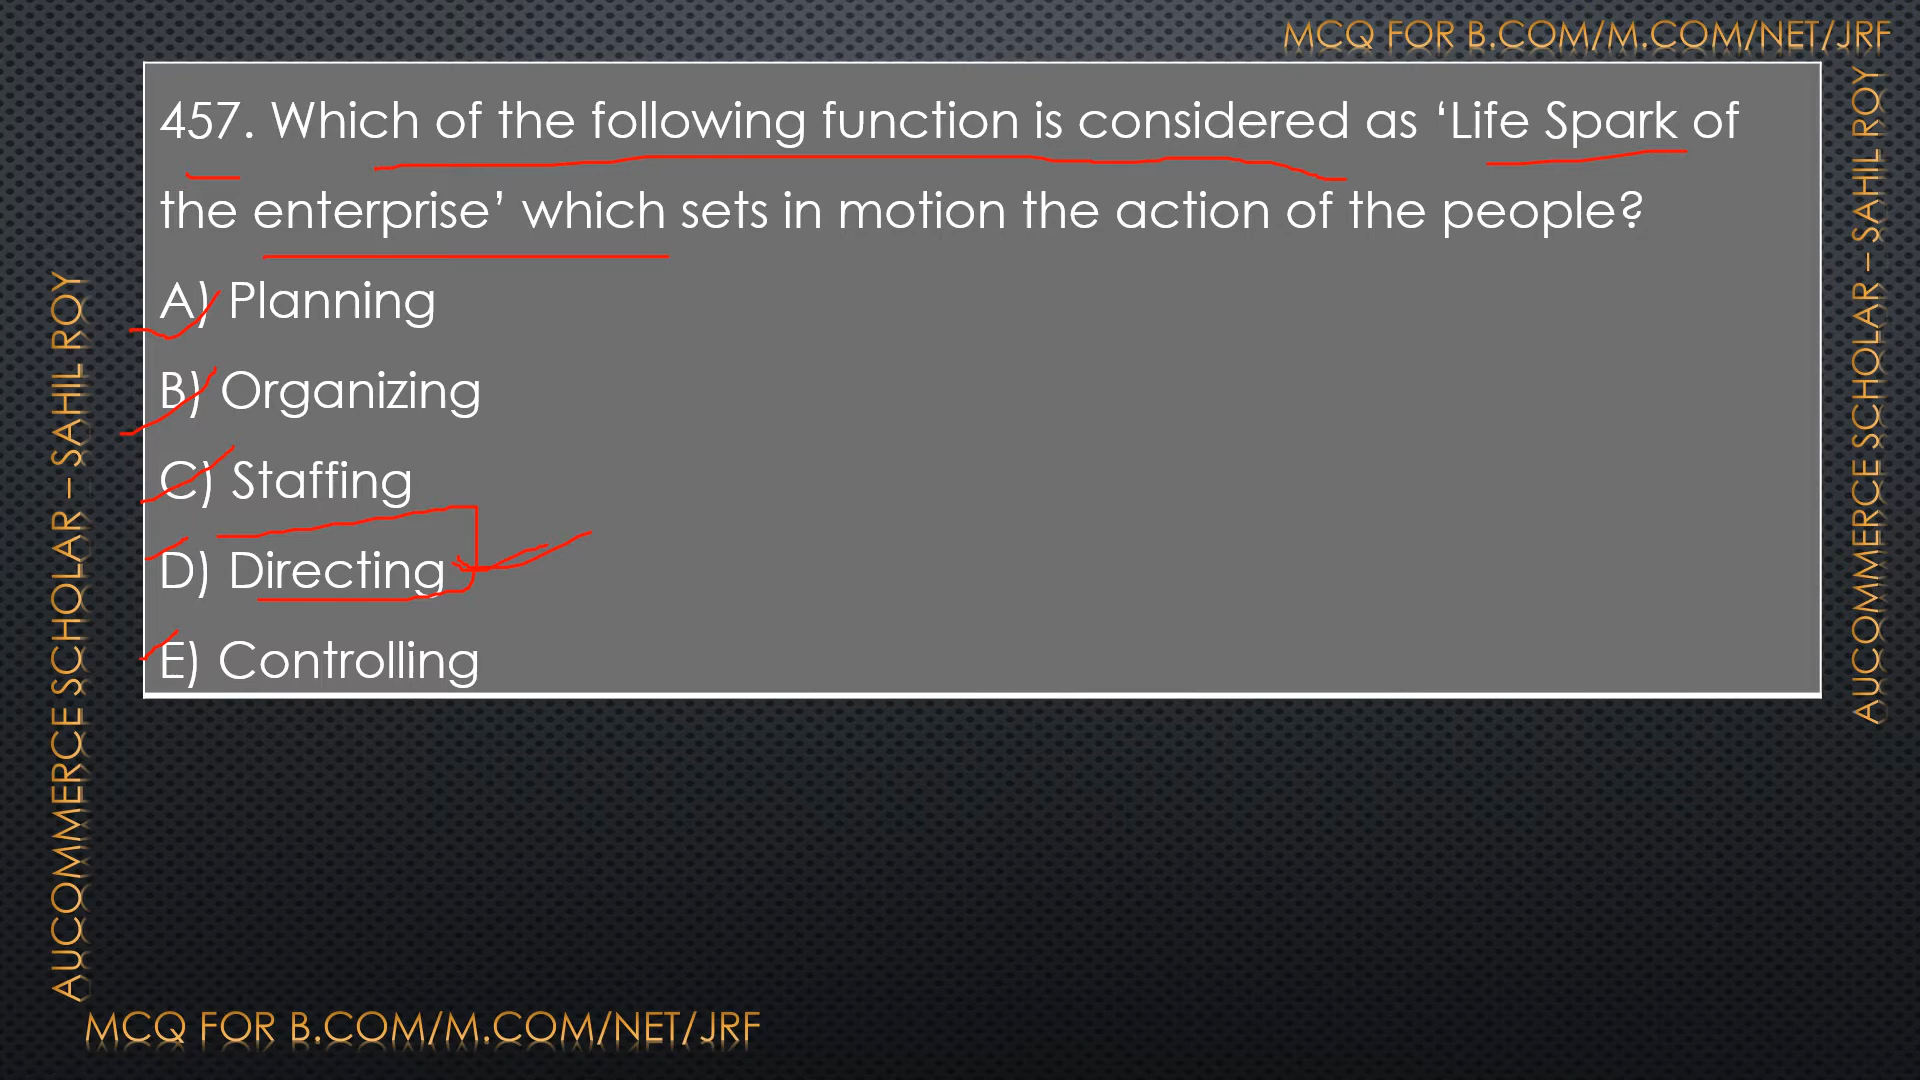 MCQ FOR B.COM/M.COM/NET/JRF
457. Which of the following function is considered as ‘Life Spark of
the enterprise’ which sets in motion the action of the people?
A) Planning
B) Organizing
C) Staffing
D) Directing
E) Controlling
AUCOMMERCE SCHOLAR – SAHIL ROY
AUCOMMERCE SCHOLAR – SAHIL ROY
MCQ FOR B.COM/M.COM/NET/JRF